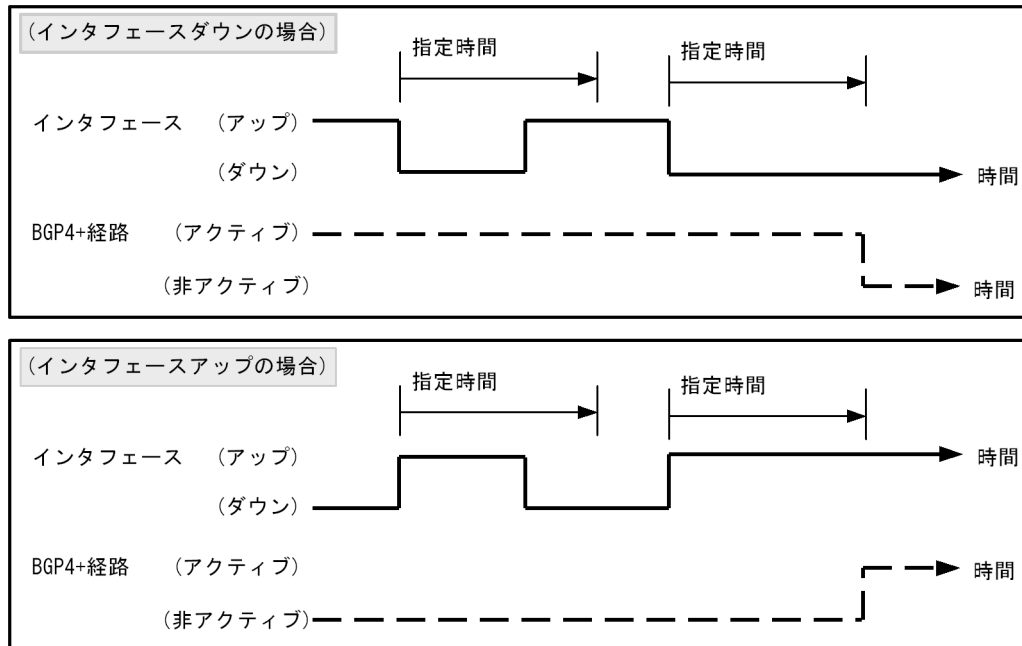 (インタフェースダウンの場合)
指定時間
指定時間
インタフェース (アップ)
(ダウン)
時間
BGP4+経路 (アクティブ)
(非アクティブ)
時間
(インタフェースアップの場合)
指定時間
指定時間
インタフェース (アップ)
時間
(ダウン)
BGP4+経路 (アクティブ)
時間
(非アクティブ)